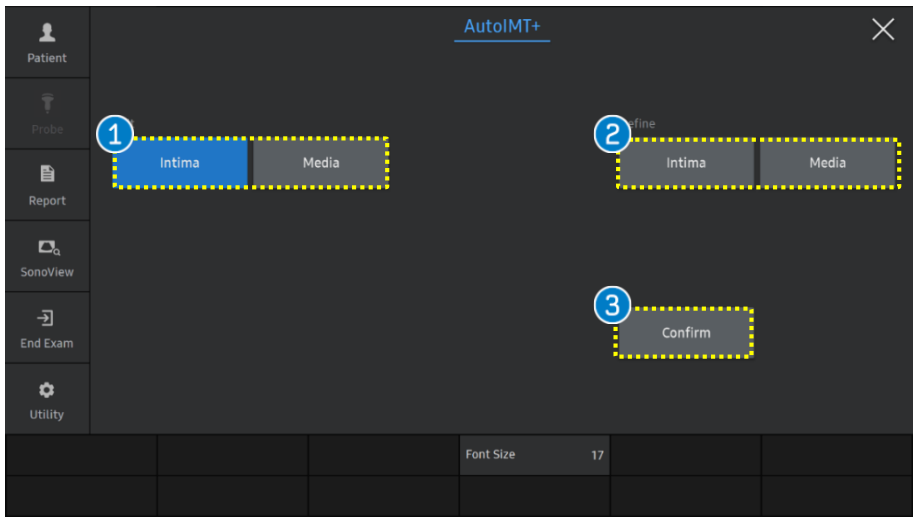 AutoIMT+
Patient
Probe
1
2
Intima
Media
Intima
Media
Report
SonoView
3
Confirm
End Exam
Utility
Font Size 17